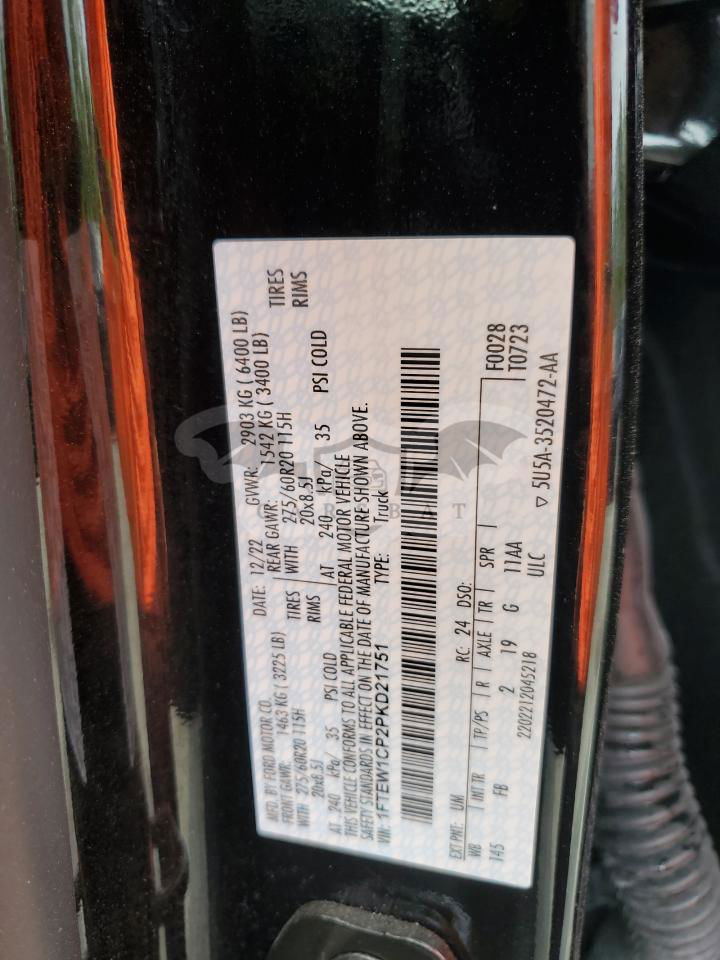 MFD. BY FORD MOTOR CO. DATE: 12/22 GVWR: 2903 KG ( 6400 LB)
FRONT GAWR: 1463 KG ( 3225 LB) REAR GAWR: 1542 KG ( 3400 LB)
WITH 275/60R20 115H TIRES WITH 275/60R20 115H TIRES
20x8.5J RIMS 20x8.5J RIMS
AT 240 kPa/ 35 PSI COLD AT 240 kPa/ 35 PSI COLD
THIS VEHICLE CONFORMS TO ALL APPLICABLE FEDERAL MOTOR VEHICLE
SAFETY STANDARDS IN EFFECT ON THE DATE OF MANUFACTURE SHOWN ABOVE.
VIN: 1FTEW1CP2PKD21751 TYPE: Truck
F0028
T0723
EXT PNT: UM RC: 24 DSO:
WB INT TR TP/PS R AXLE TR SPR
145 FB 2 19 G 11AA
2202212045218 ULC
▽ 5U5A-3520472-AA
CARBAT